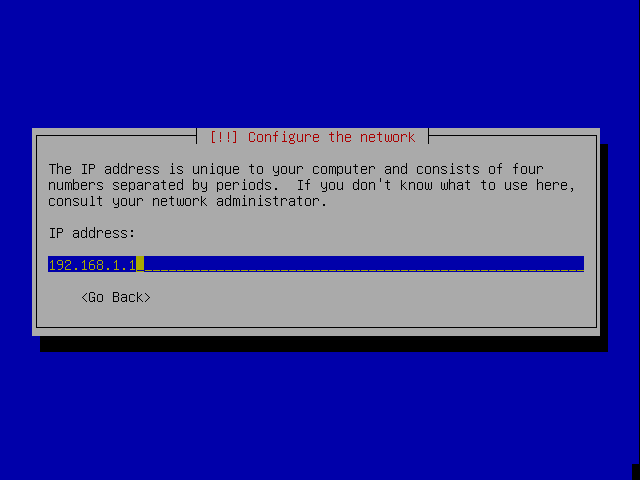 [!!] Configure the network
The IP address is unique to your computer and consists of four
numbers separated by periods.  If you don't know what to use here,
consult your network administrator.
IP address:
192.168.1.1
<Go Back>